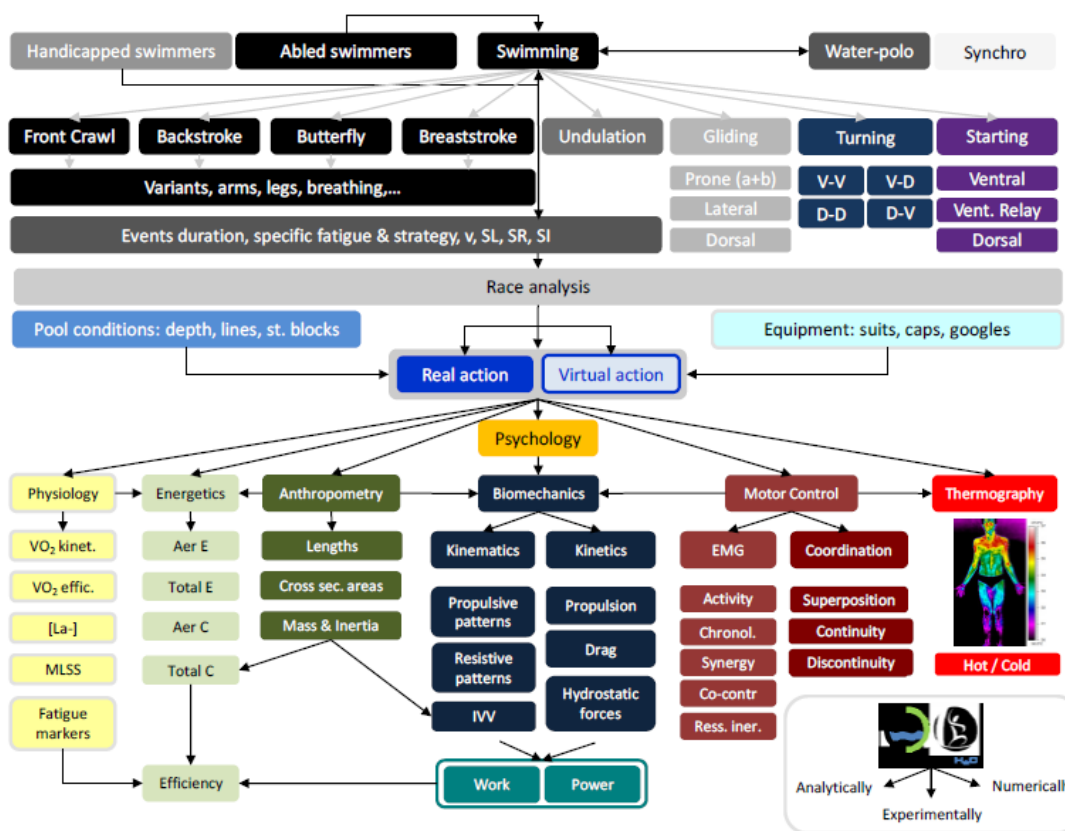 Handicapped swimmers
Abled swimmers
Swimming
Water-polo
Synchro
Front Crawl
Backstroke
Butterfly
Breaststroke
Undulation
Gliding
Turning
Starting
Variants, arms, legs, breathing,...
Prone (a+b)
V-V
V-D
Ventral
Lateral
D-D
D-V
Vent. Relay
Events duration, specific fatigue & strategy, v, SL, SR, SI
Dorsal
Dorsal
Race analysis
Pool conditions: depth, lines, st. blocks
Equipment: suits, caps, googles
Real action
Virtual action
Psychology
Physiology
Energetics
Anthropometry
Biomechanics
Motor Control
Thermography
VO₂ kinet.
Aer E
Lengths
Kinematics
Kinetics
EMG
Coordination
VO₂ effic.
Total E
Cross sec. areas
Propulsive
patterns
Propulsion
Activity
Superposition
[La-]
Aer C
Mass & Inertia
Drag
Chronol.
Continuity
MLSS
Total C
Resistive
patterns
Synergy
Discontinuity
Hot / Cold
Fatigue
markers
IVV
Hydrostatic
forces
Co-contr
Ress. iner.
Efficiency
Work
Power
H₂O
Analytically
Numerically
Experimentally